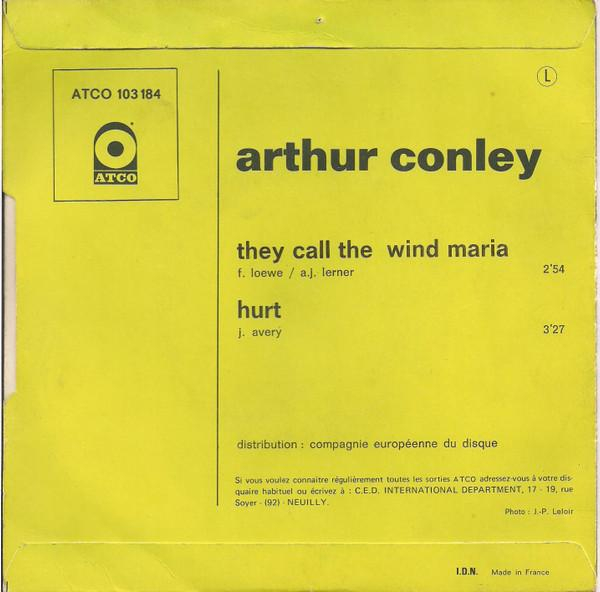 ATCO 103 184
ATCO
L
arthur conley
they call the wind maria
f. loewe / a.j. lerner 2'54
hurt
j. avery 3'27
distribution : compagnie européenne du disque
Si vous voulez connaitre régulièrement toutes les sorties ATCO adressez-vous à votre dis-
quaire habituel ou écrivez à : C.E.D. INTERNATIONAL DEPARTMENT, 17 - 19, rue
Soyer - (92) - NEUILLY.
Photo : J.-P. Leloir
I.D.N. Made in France